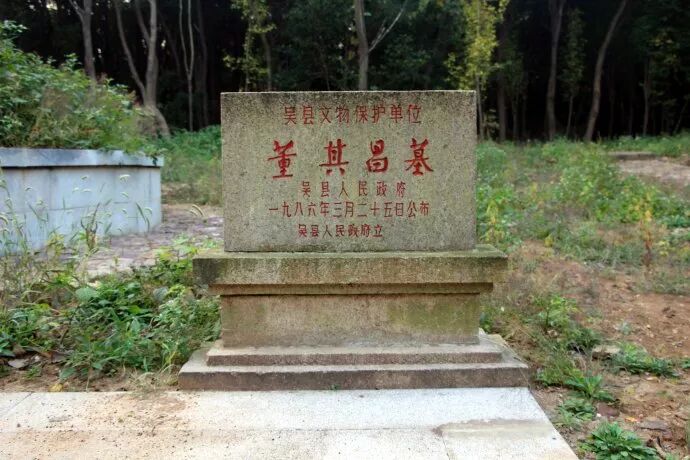 吴县文物保护单位
董其昌墓
吴县人民政府
一九八六年三月二十五日公布
吴县人民政府立